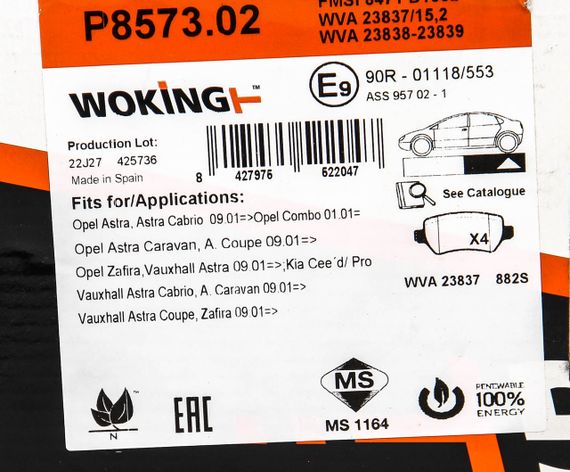 P8573.02
WVA 23837/15,2
WVA 23838-23839
WOKING™
E9
90R - 01118/553
ASS 957 02 - 1
Production Lot:
22J27 425736
Made in Spain
8 427975 522047
See Catalogue
Fits for/Applications:
Opel Astra, Astra Cabrio 09.01=>Opel Combo 01.01=
Opel Astra Caravan, A. Coupe 09.01=>
Opel Zafira,Vauxhall Astra 09.01=>;Kia Cee´d/ Pro
Vauxhall Astra Cabrio, A. Caravan 09.01=>
Vauxhall Astra Coupe, Zafira 09.01=>
X4
WVA 23837 882S
N
EAC
MS
MS 1164
RENEWABLE
100%
ENERGY